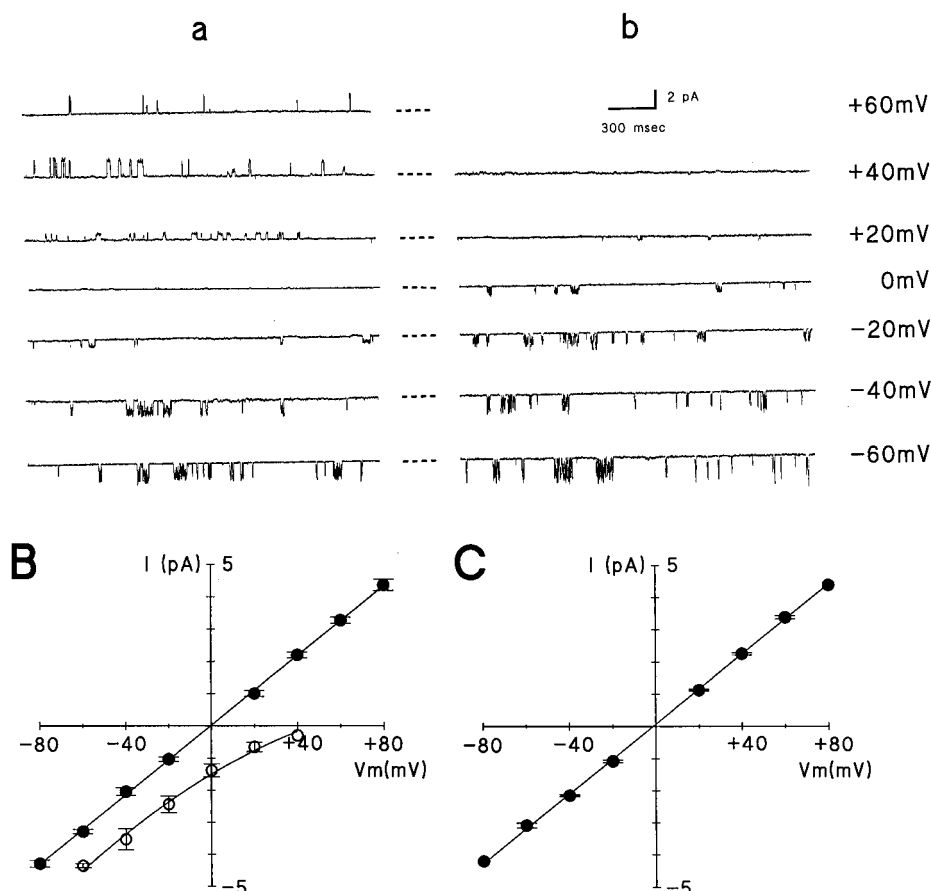 a
b
2 pA
300 msec
+60mV
+40mV
+20mV
0mV
−20mV
−40mV
−60mV
B
I (pA)
5
−80
−40
+40
+80
Vm(mV)
−5
C
I (pA)
5
−80
−40
+40
+80
Vm(mV)
−5